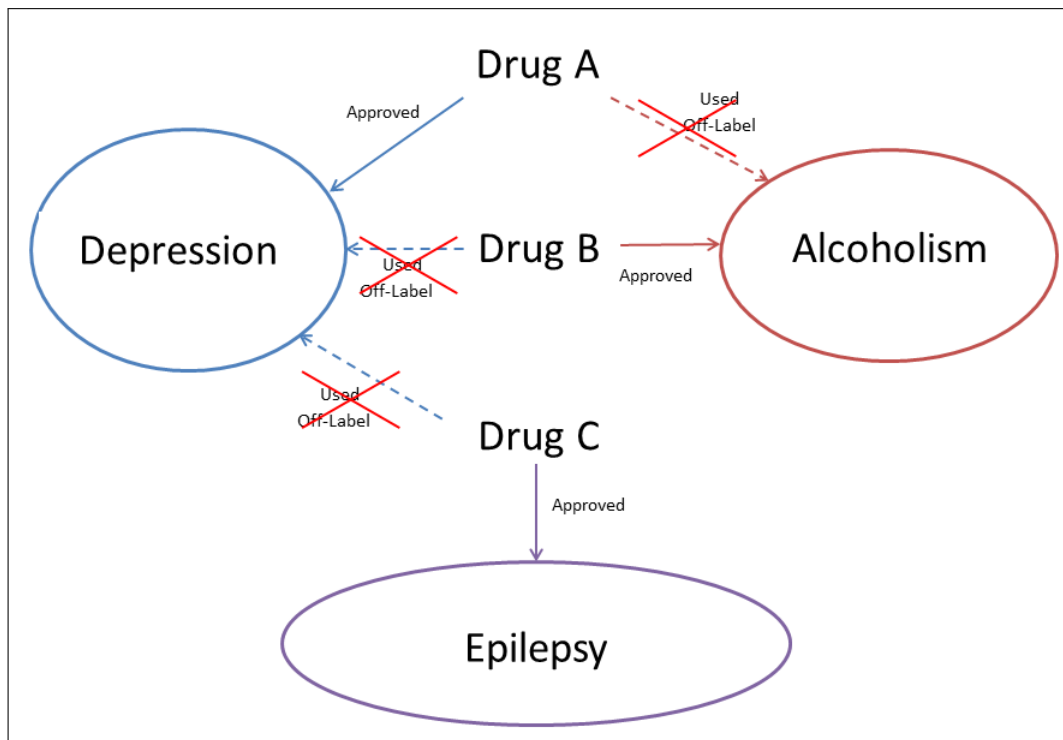 Drug A
Approved
Used
Off-Label
Depression
Used
Off-Label
Drug B
Approved
Alcoholism
Used
Off-Label
Drug C
Approved
Epilepsy